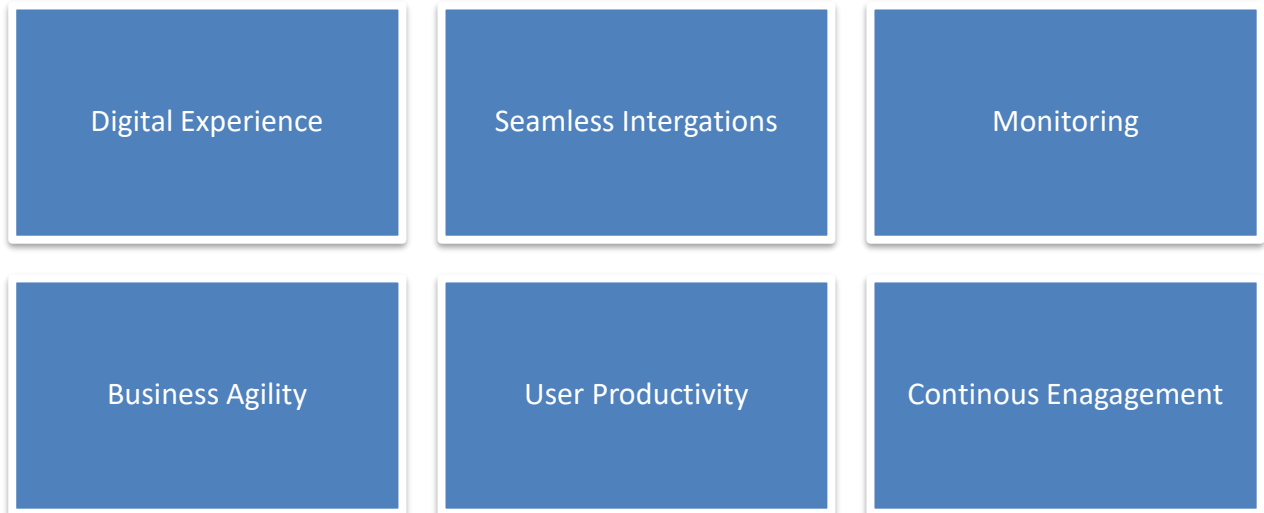 Digital Experience
Seamless Intergations
Monitoring
Business Agility
User Productivity
Continous Enagagement